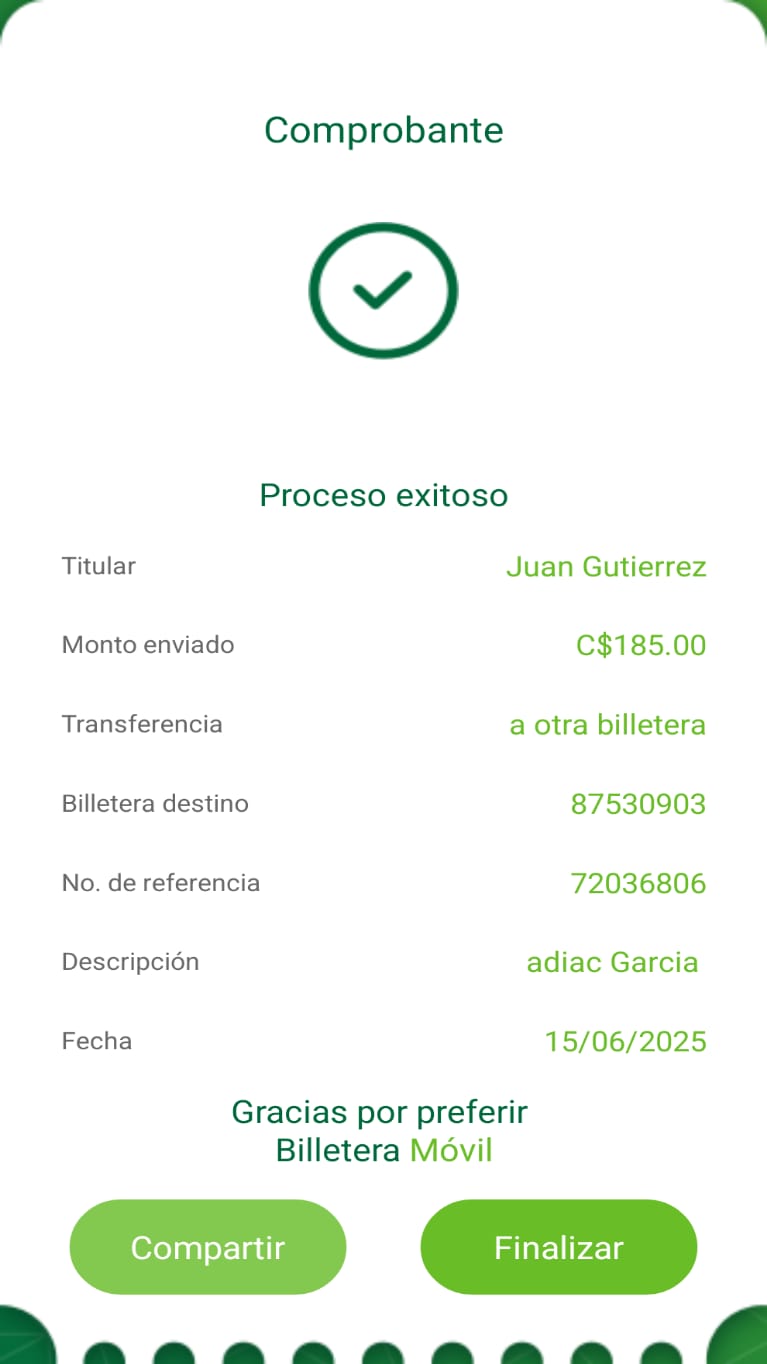 Comprobante
Proceso exitoso
Titular Juan Gutierrez
Monto enviado C$185.00
Transferencia a otra billetera
Billetera destino 87530903
No. de referencia 72036806
Descripción adiac Garcia
Fecha 15/06/2025
Gracias por preferir
Billetera Móvil
Compartir Finalizar